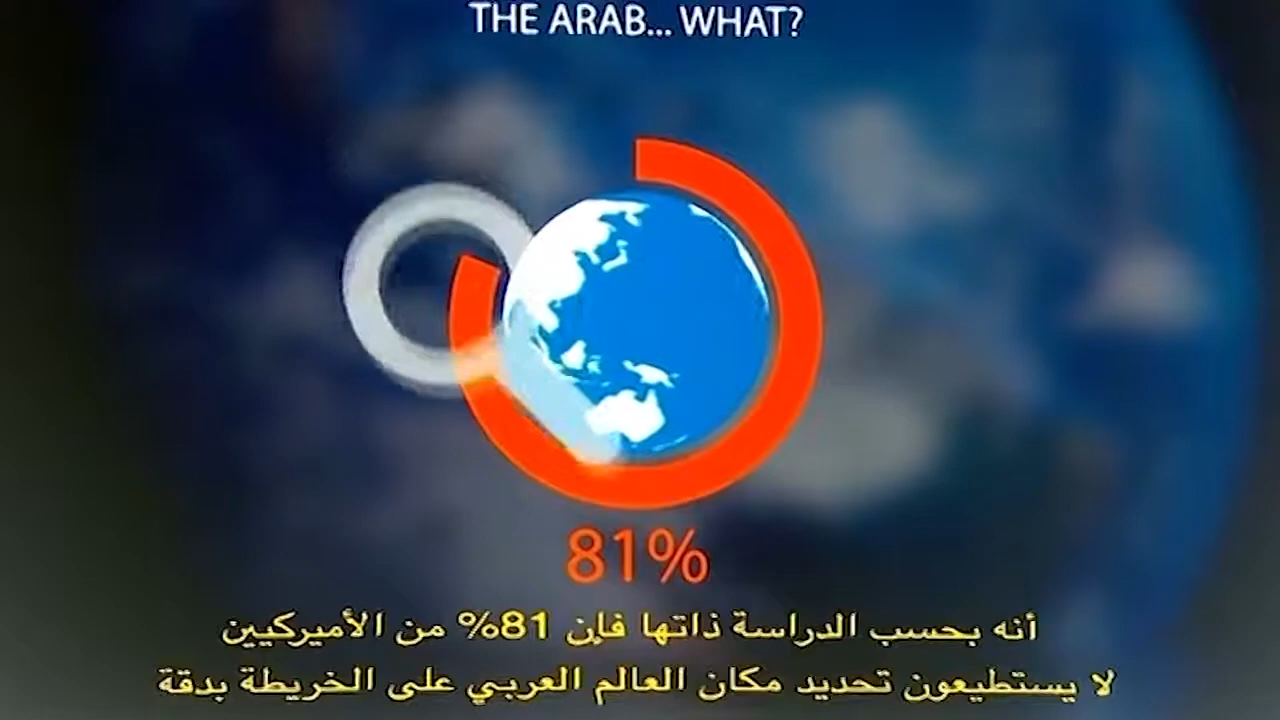 THE ARAB... WHAT?
81%
أنه بحسب الدراسة ذاتها فإن 81% من الأميركيين
لا يستطيعون تحديد مكان العالم العربي على الخريطة بدقة